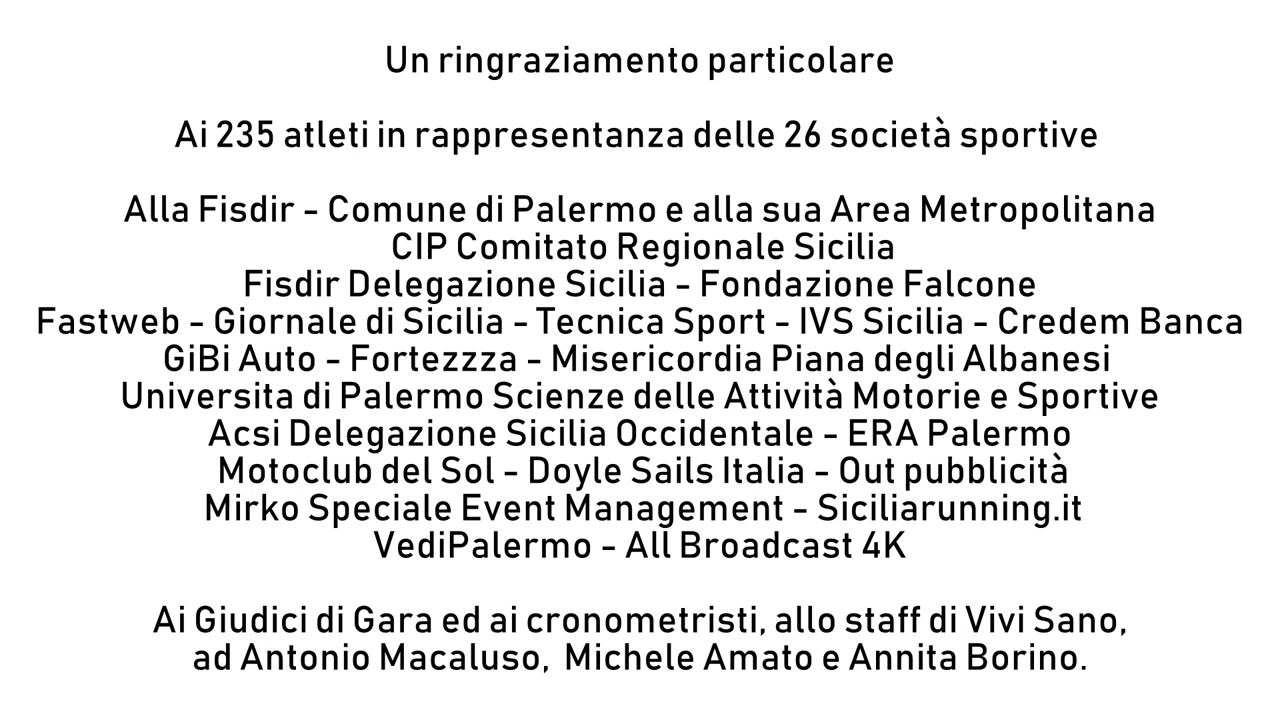 Un ringraziamento particolare
Ai 235 atleti in rappresentanza delle 26 società sportive
Alla Fisdir - Comune di Palermo e alla sua Area Metropolitana
CIP Comitato Regionale Sicilia
Fisdir Delegazione Sicilia - Fondazione Falcone
Fastweb - Giornale di Sicilia - Tecnica Sport - IVS Sicilia - Credem Banca
GiBi Auto - Fortezzza - Misericordia Piana degli Albanesi
Universita di Palermo Scienze delle Attività Motorie e Sportive
Acsi Delegazione Sicilia Occidentale - ERA Palermo
Motoclub del Sol - Doyle Sails Italia - Out pubblicità
Mirko Speciale Event Management - Siciliarunning.it
VediPalermo - All Broadcast 4K
Ai Giudici di Gara ed ai cronometristi, allo staff di Vivi Sano,
ad Antonio Macaluso,  Michele Amato e Annita Borino.